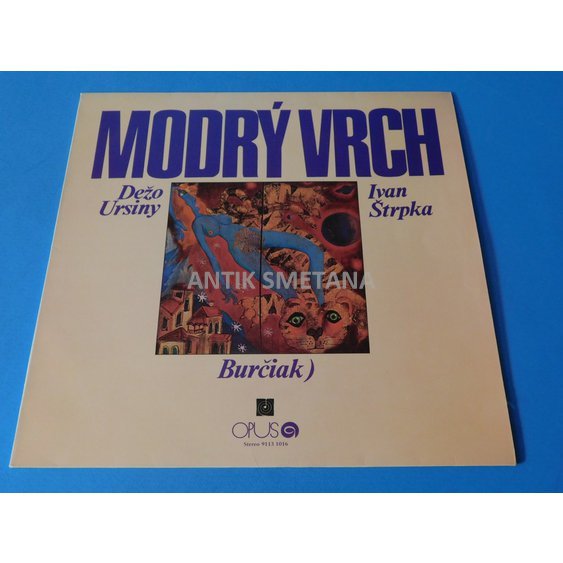 MODRÝ VRCH
Dežo
Ursiny
Ivan
Štrpka
ANTIK SMETANA
Burčiak)
OPUS
Stereo 9113 1016